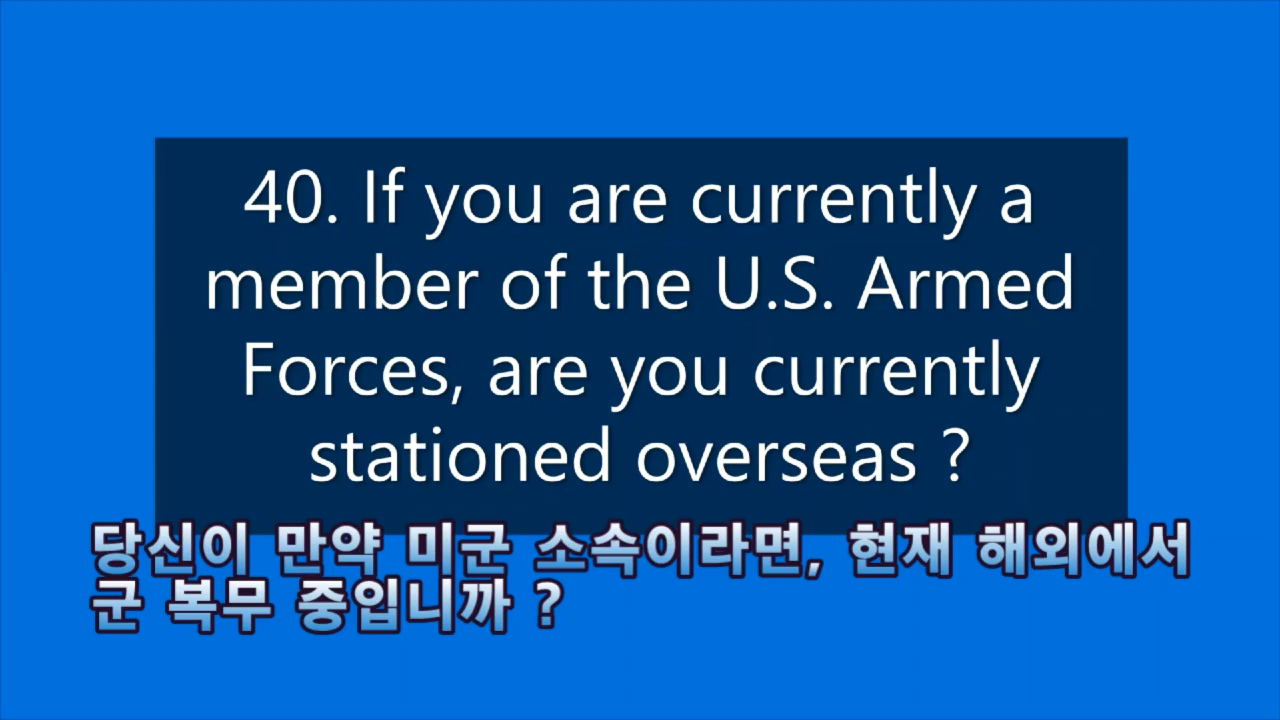 40. If you are currently a
member of the U.S. Armed
Forces, are you currently
stationed overseas ?
당신이 만약 미군 소속이라면, 현재 해외에서
군 복무 중입니까 ?